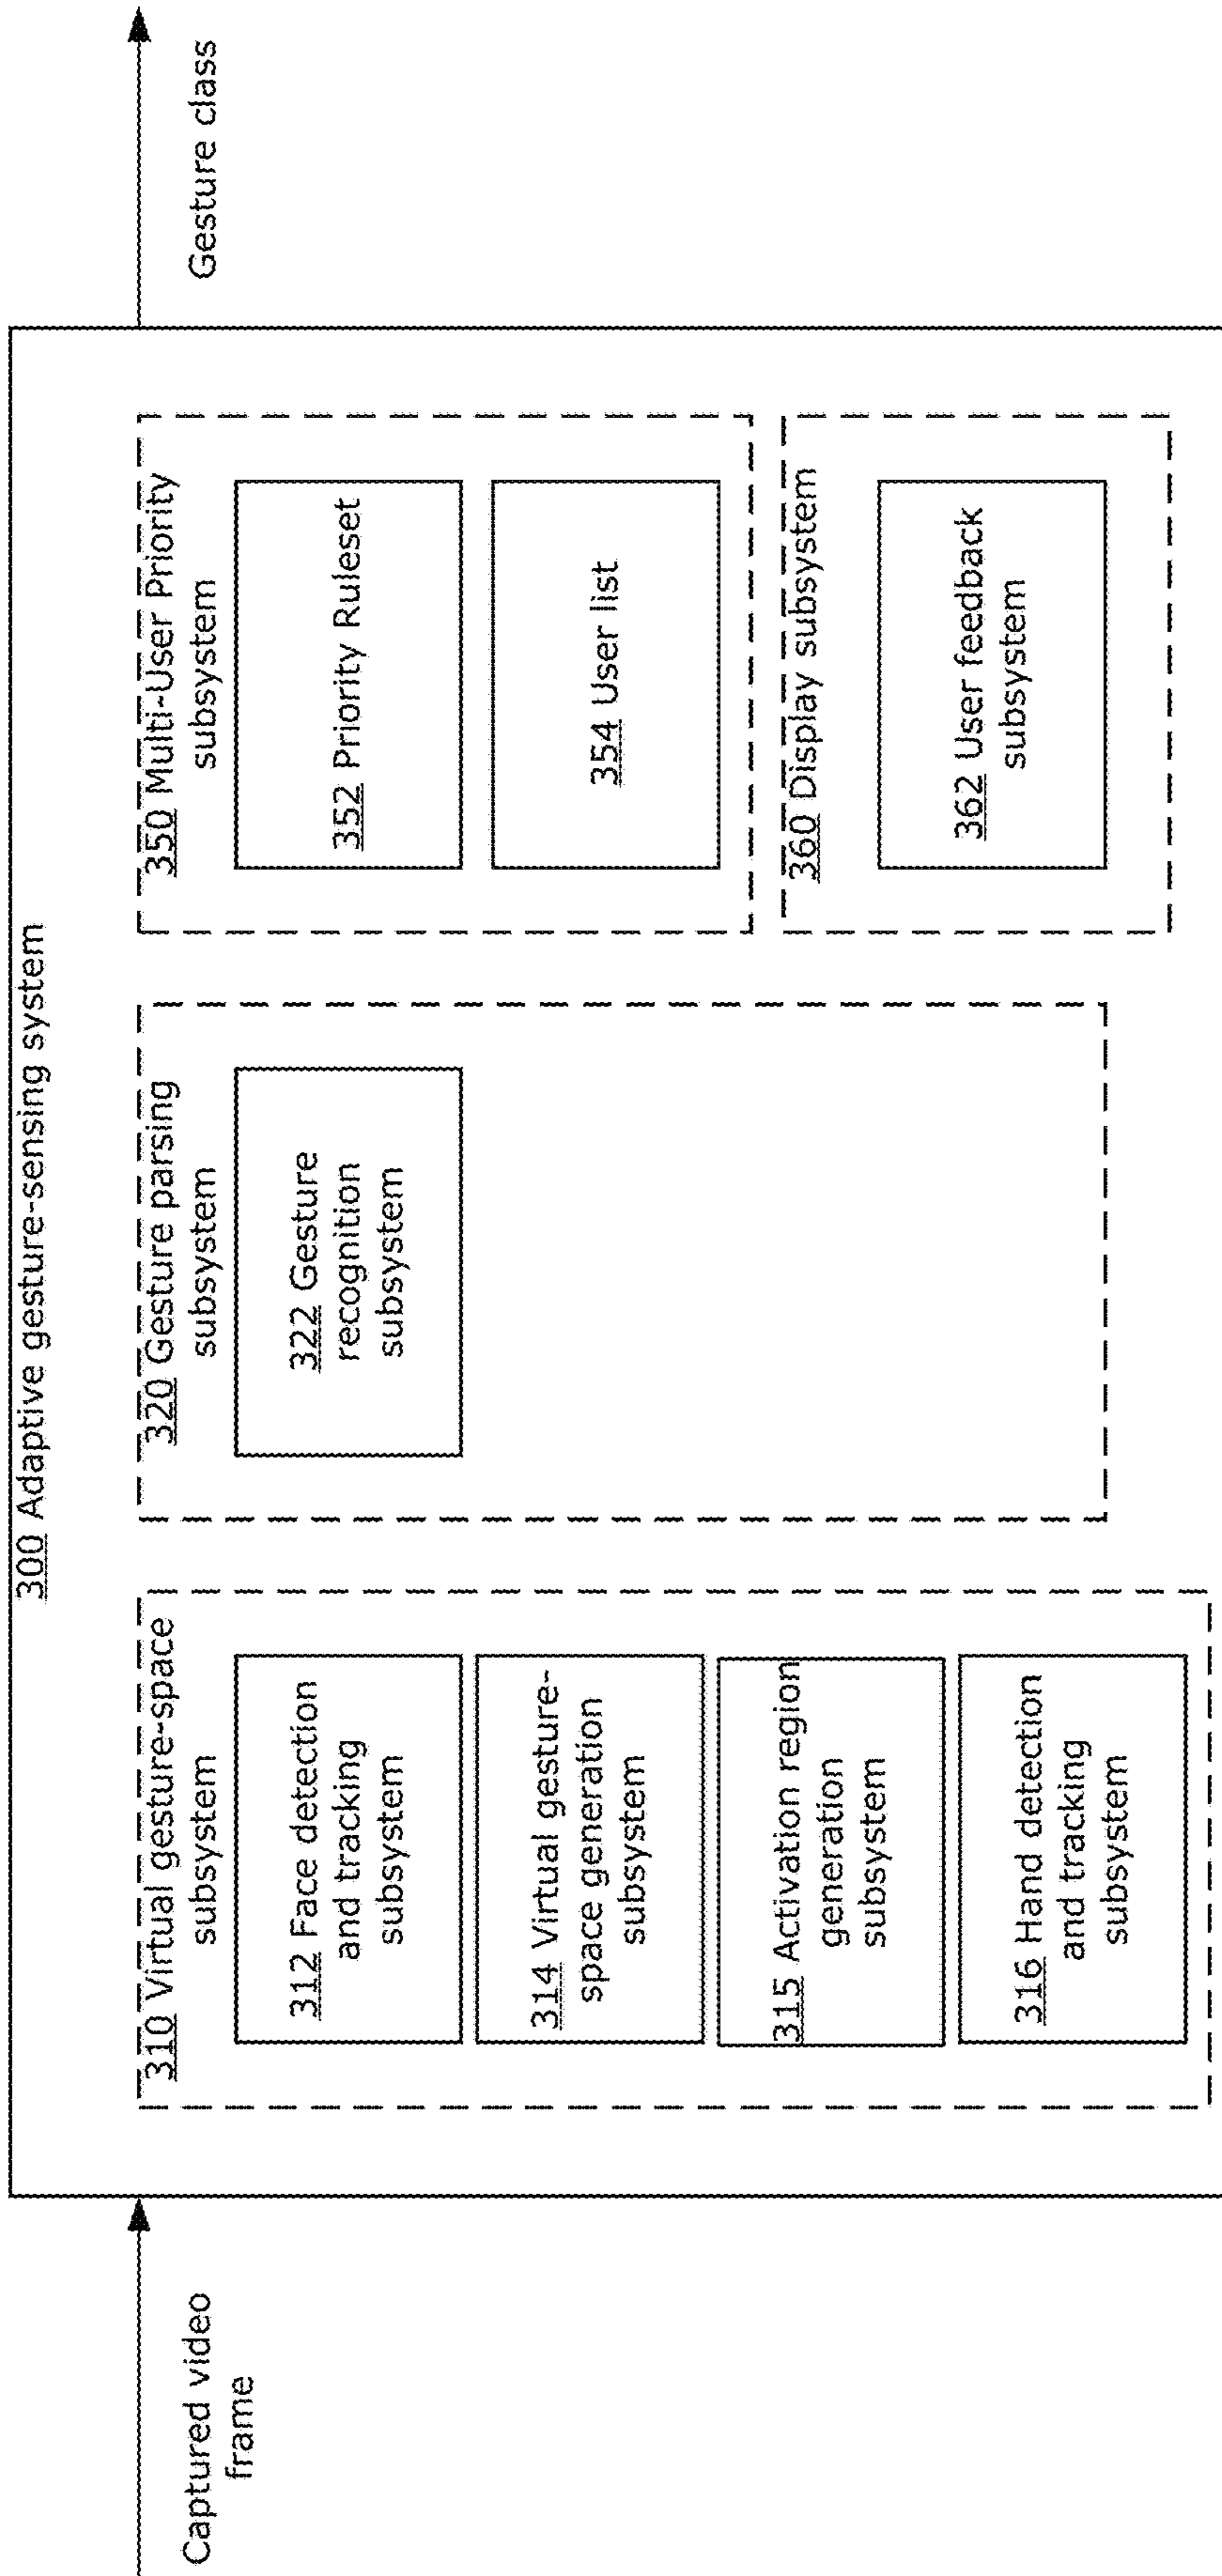 300 Adaptive gesture-sensing system
Captured video
frame
310 Virtual gesture-space
subsystem
312 Face detection
and tracking
subsystem
314 Virtual gesture-
space generation
subsystem
315 Activation region
generation
subsystem
316 Hand detection
and tracking
subsystem
320 Gesture parsing
subsystem
322 Gesture
recognition
subsystem
350 Multi-User Priority
subsystem
352 Priority Ruleset
354 User list
360 Display subsystem
362 User feedback
subsystem
Gesture class